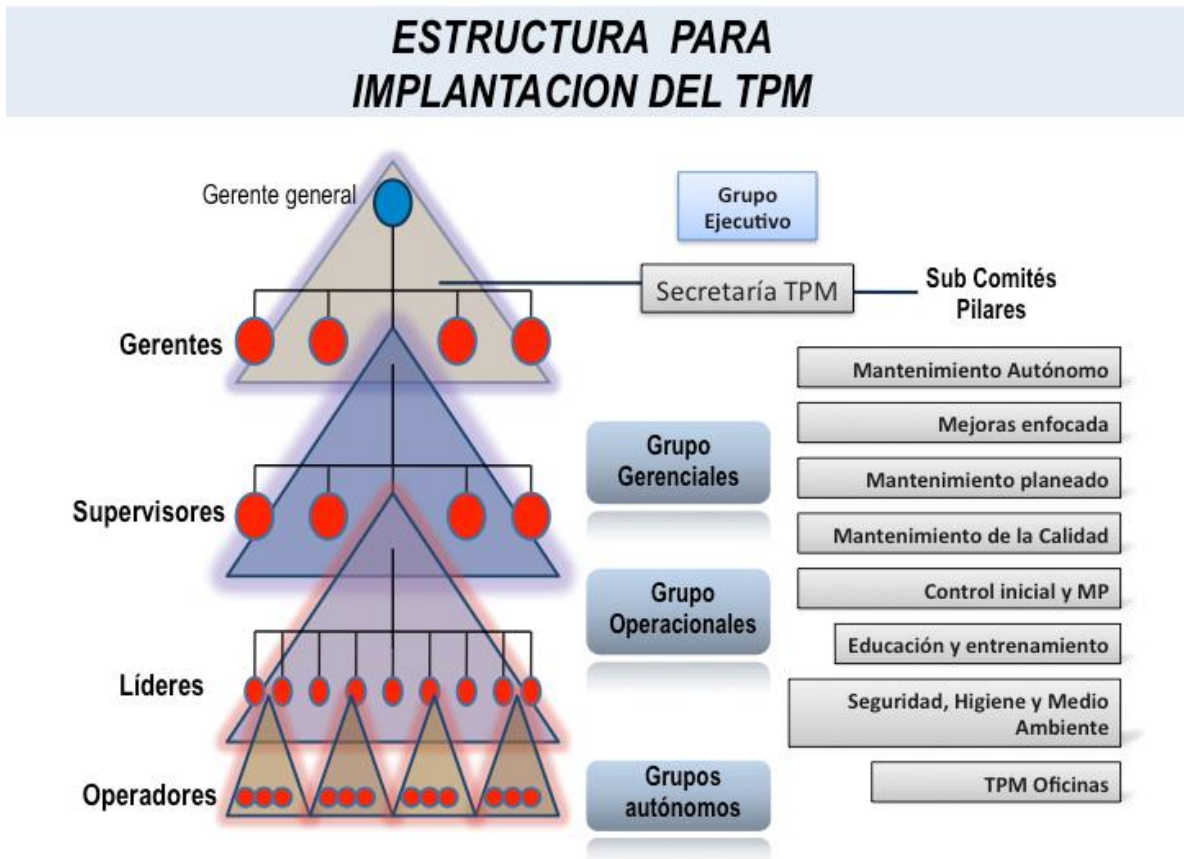 ESTRUCTURA PARA
IMPLANTACION DEL TPM
Gerente general
Grupo
Ejecutivo
Secretaría TPM
Sub Comités
Pilares
Gerentes
Mantenimiento Autónomo
Mejoras enfocada
Grupo
Gerenciales
Mantenimiento planeado
Supervisores
Mantenimiento de la Calidad
Grupo
Operacionales
Control inicial y MP
Educación y entrenamiento
Líderes
Seguridad, Higiene y Medio
Ambiente
Operadores
Grupos
autónomos
TPM Oficinas